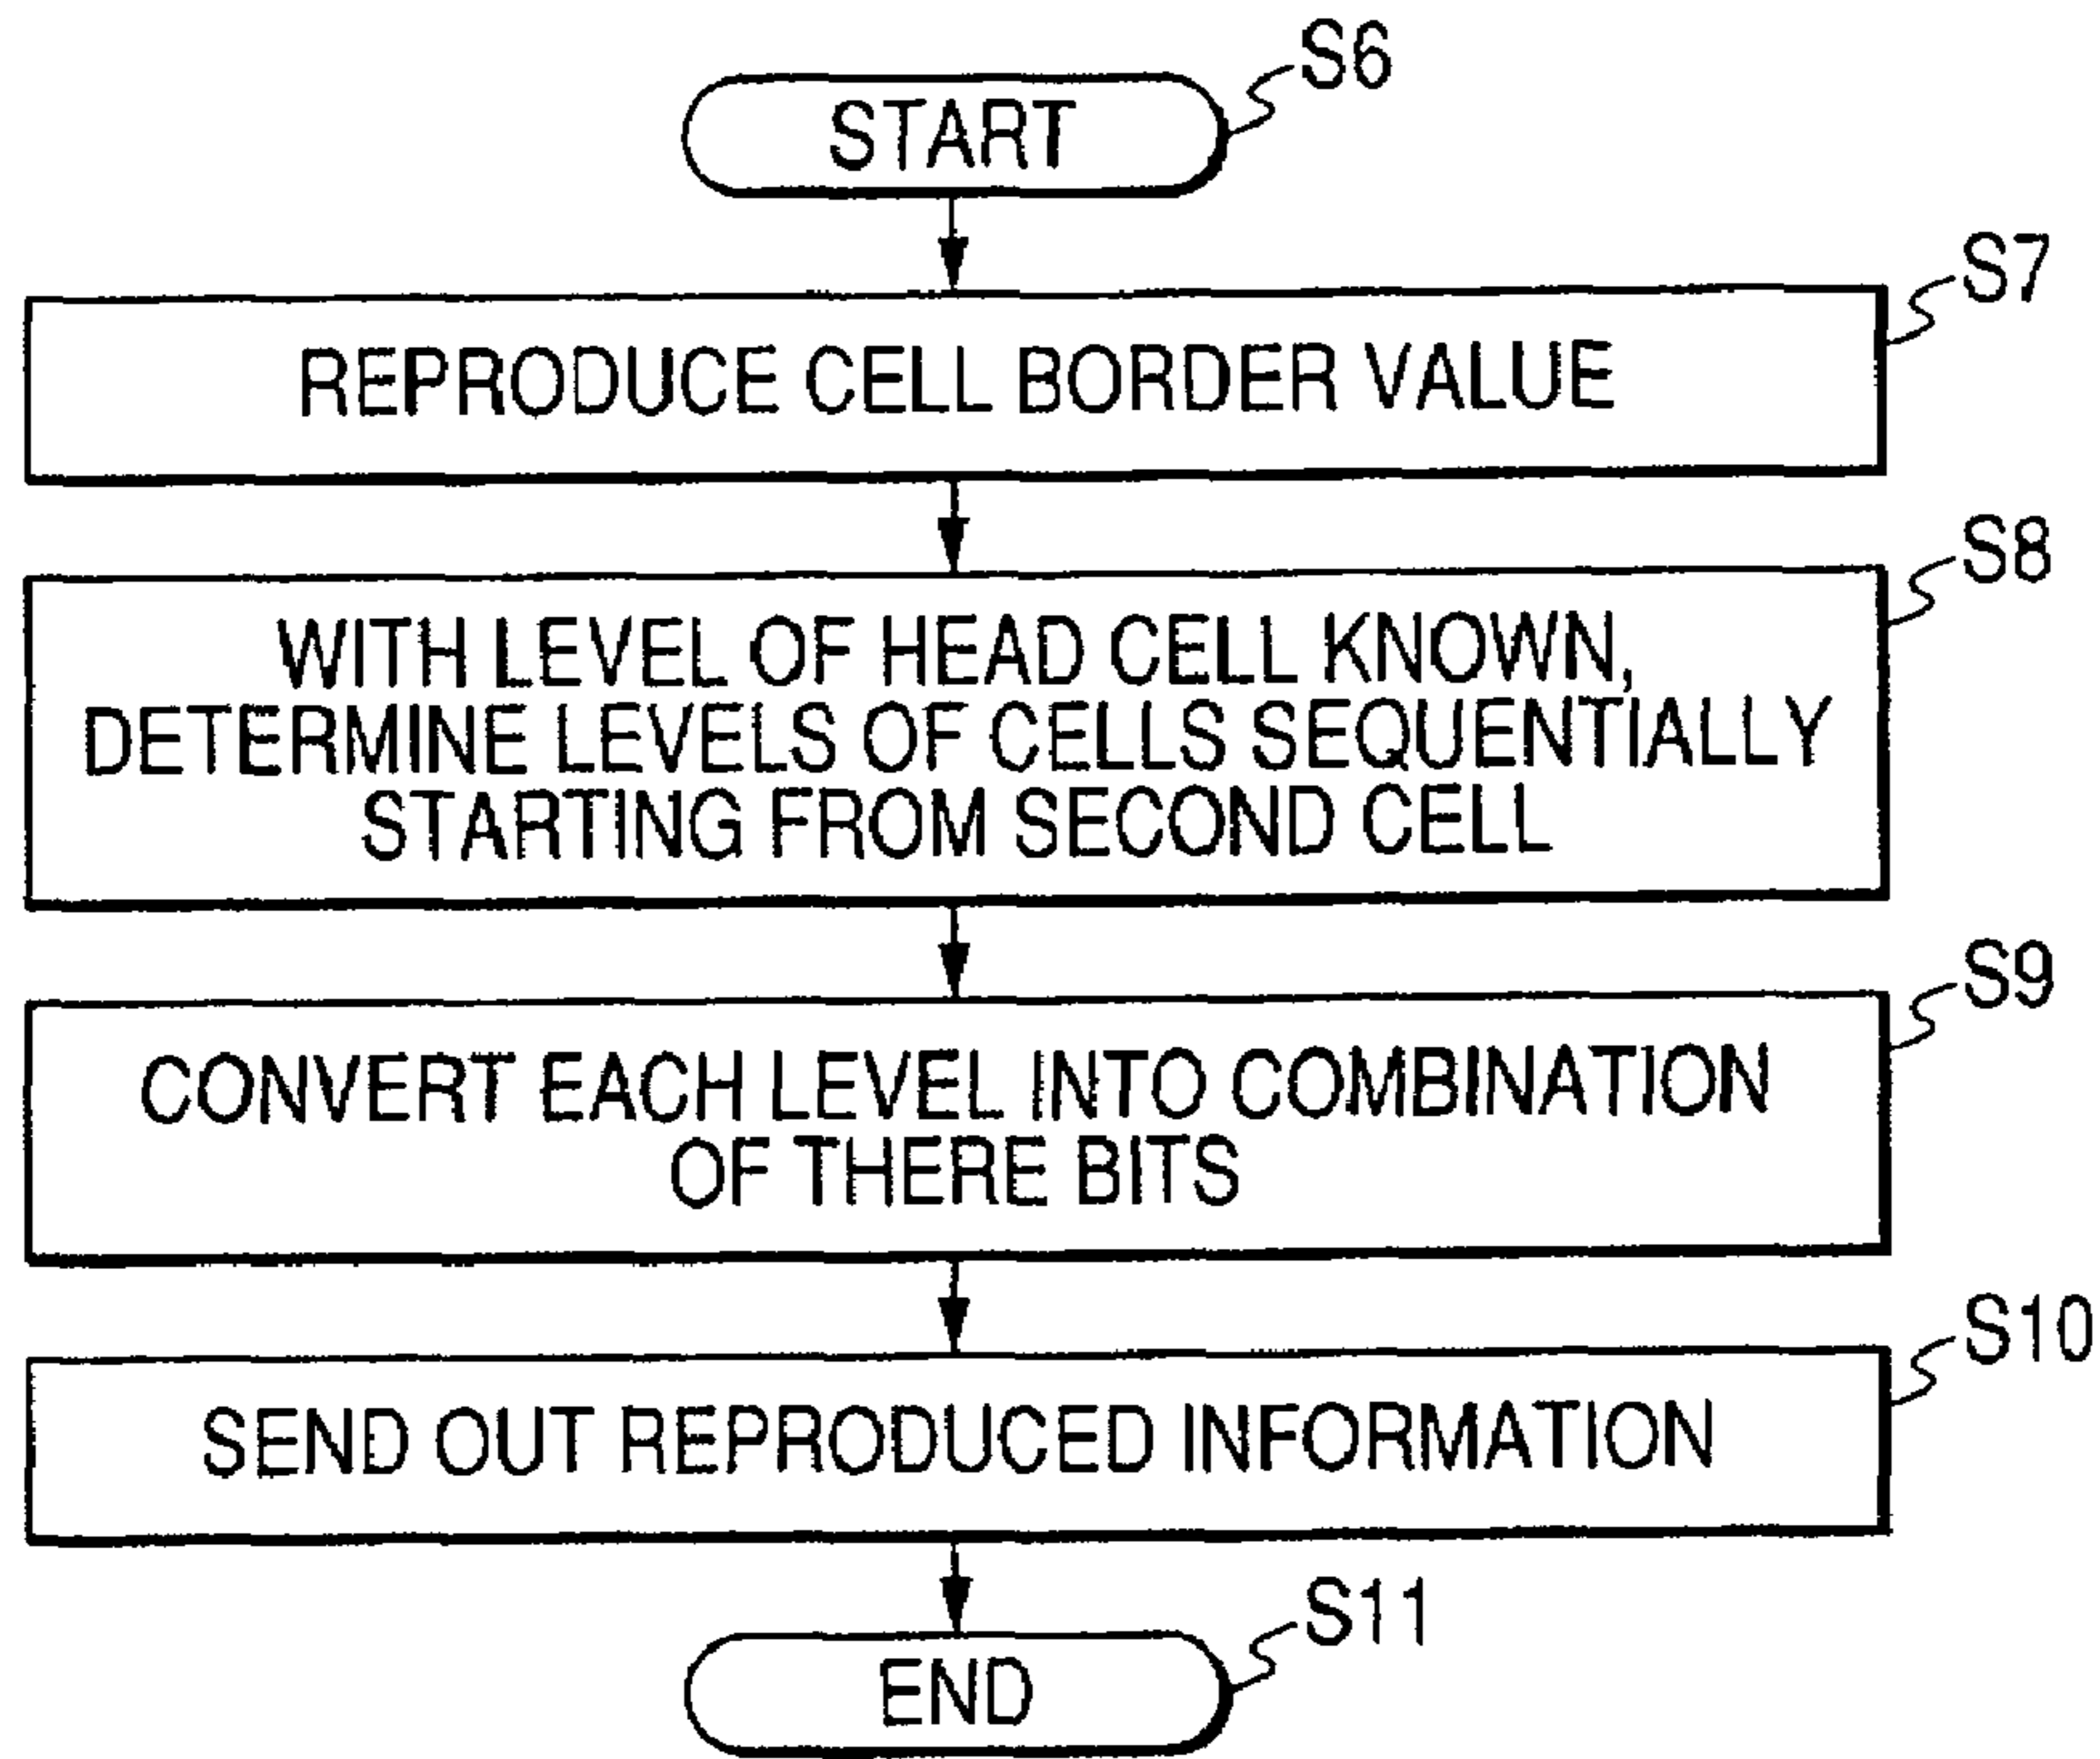 S6
START
S7
REPRODUCE CELL BORDER VALUE
S8
WITH LEVEL OF HEAD CELL KNOWN,
DETERMINE LEVELS OF CELLS SEQUENTIALLY
STARTING FROM SECOND CELL
S9
CONVERT EACH LEVEL INTO COMBINATION
OF THERE BITS
S10
SEND OUT REPRODUCED INFORMATION
S11
END